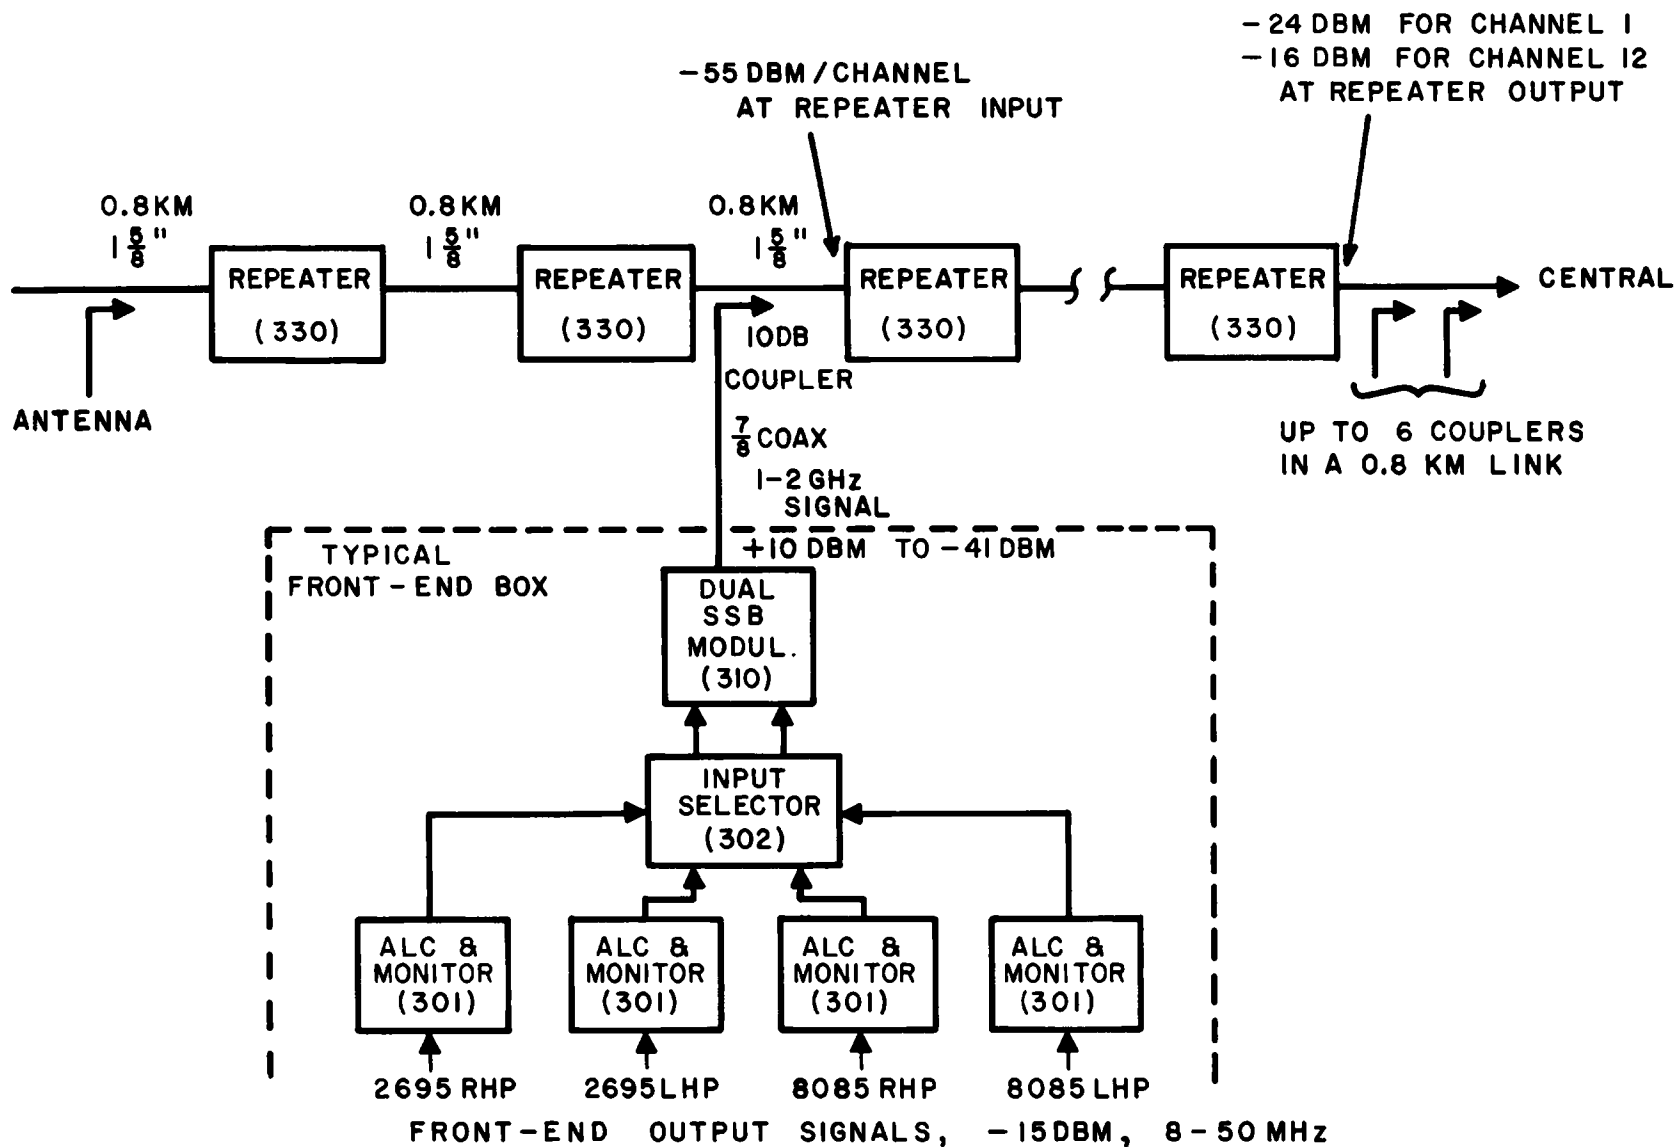 -24 DBM FOR CHANNEL 1
-16 DBM FOR CHANNEL 12
AT REPEATER OUTPUT
-55 DBM/CHANNEL
AT REPEATER INPUT
0.8 KM
1 5/8"
0.8 KM
1 5/8"
0.8 KM
1 5/8"
REPEATER
(330)
REPEATER
(330)
REPEATER
(330)
REPEATER
(330)
CENTRAL
ANTENNA
10DB
COUPLER
7/8 COAX
1-2 GHz
SIGNAL
UP TO 6 COUPLERS
IN A 0.8 KM LINK
TYPICAL
FRONT-END BOX
+10 DBM TO -41 DBM
DUAL
SSB
MODUL.
(310)
INPUT
SELECTOR
(302)
ALC &
MONITOR
(301)
ALC &
MONITOR
(301)
ALC &
MONITOR
(301)
ALC &
MONITOR
(301)
2695 RHP
2695 LHP
8085 RHP
8085 LHP
FRONT-END OUTPUT SIGNALS, -15DBM, 8-50 MHz